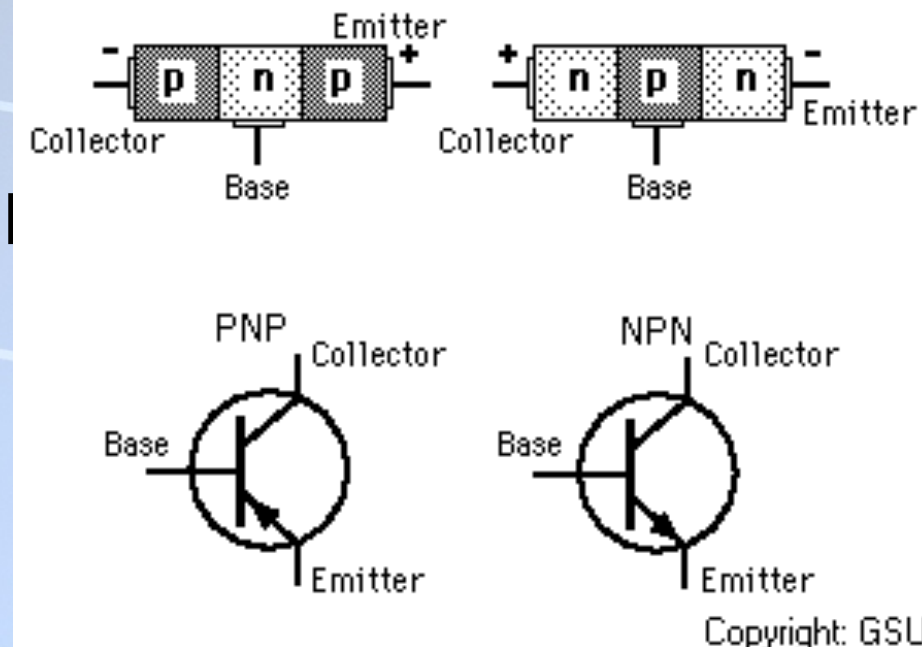 Emitter
- p n p +
+ n p n -
Emitter
Collector
Collector
Base
Base
PNP
NPN
Collector
Collector
Base
Base
Emitter
Emitter
Copyright: GSU